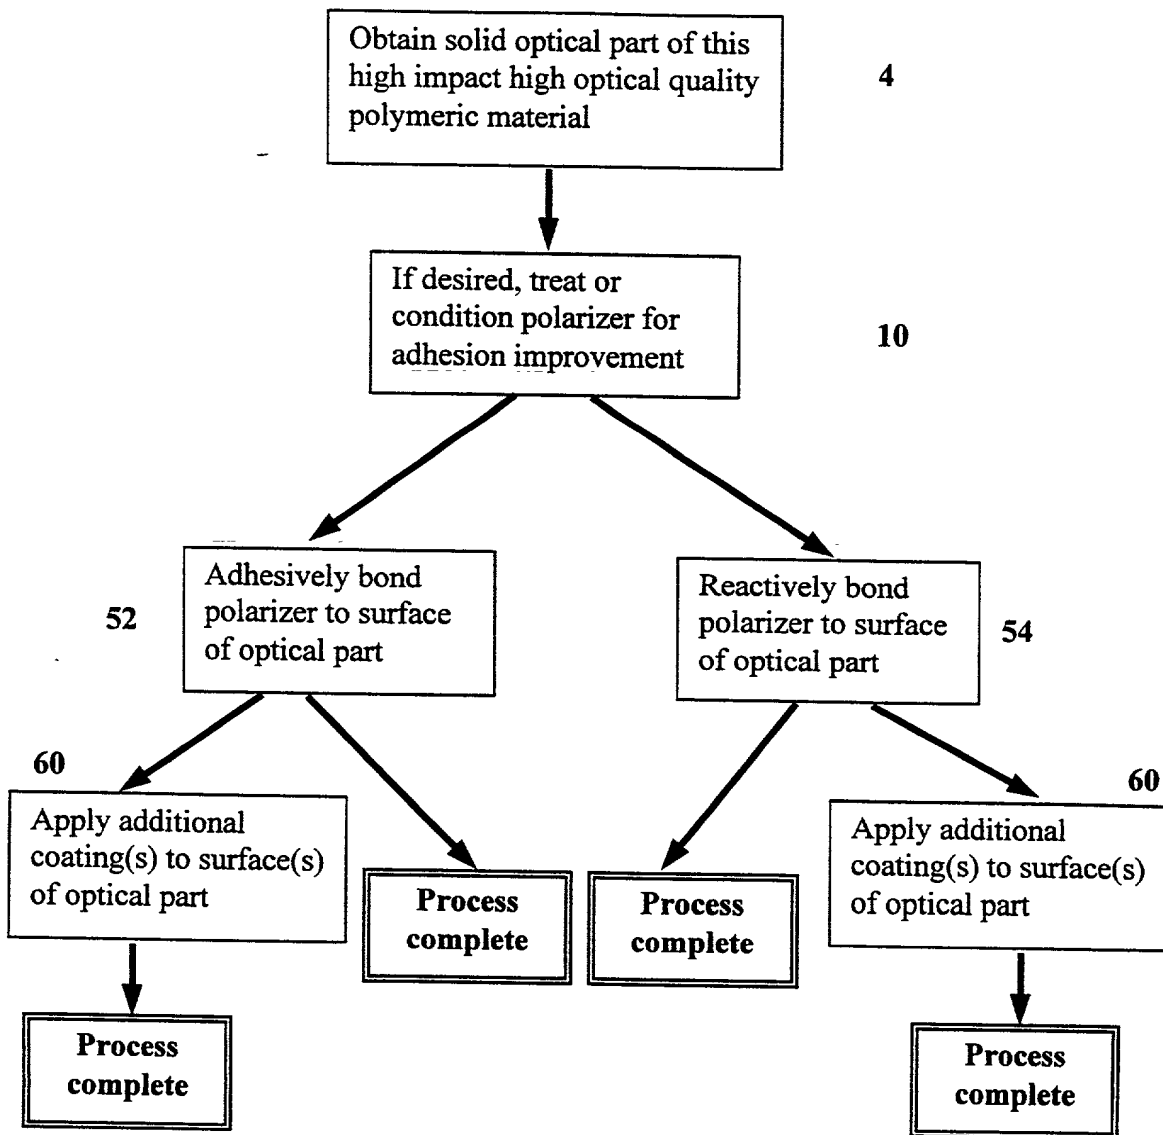 Obtain solid optical part of this
high impact high optical quality
polymeric material
4
If desired, treat or
condition polarizer for
adhesion improvement
10
Adhesively bond
polarizer to surface
of optical part
52
Reactively bond
polarizer to surface
of optical part
54
60
Apply additional
coating(s) to surface(s)
of optical part
Process
complete
Process
complete
60
Apply additional
coating(s) to surface(s)
of optical part
Process
complete
Process
complete